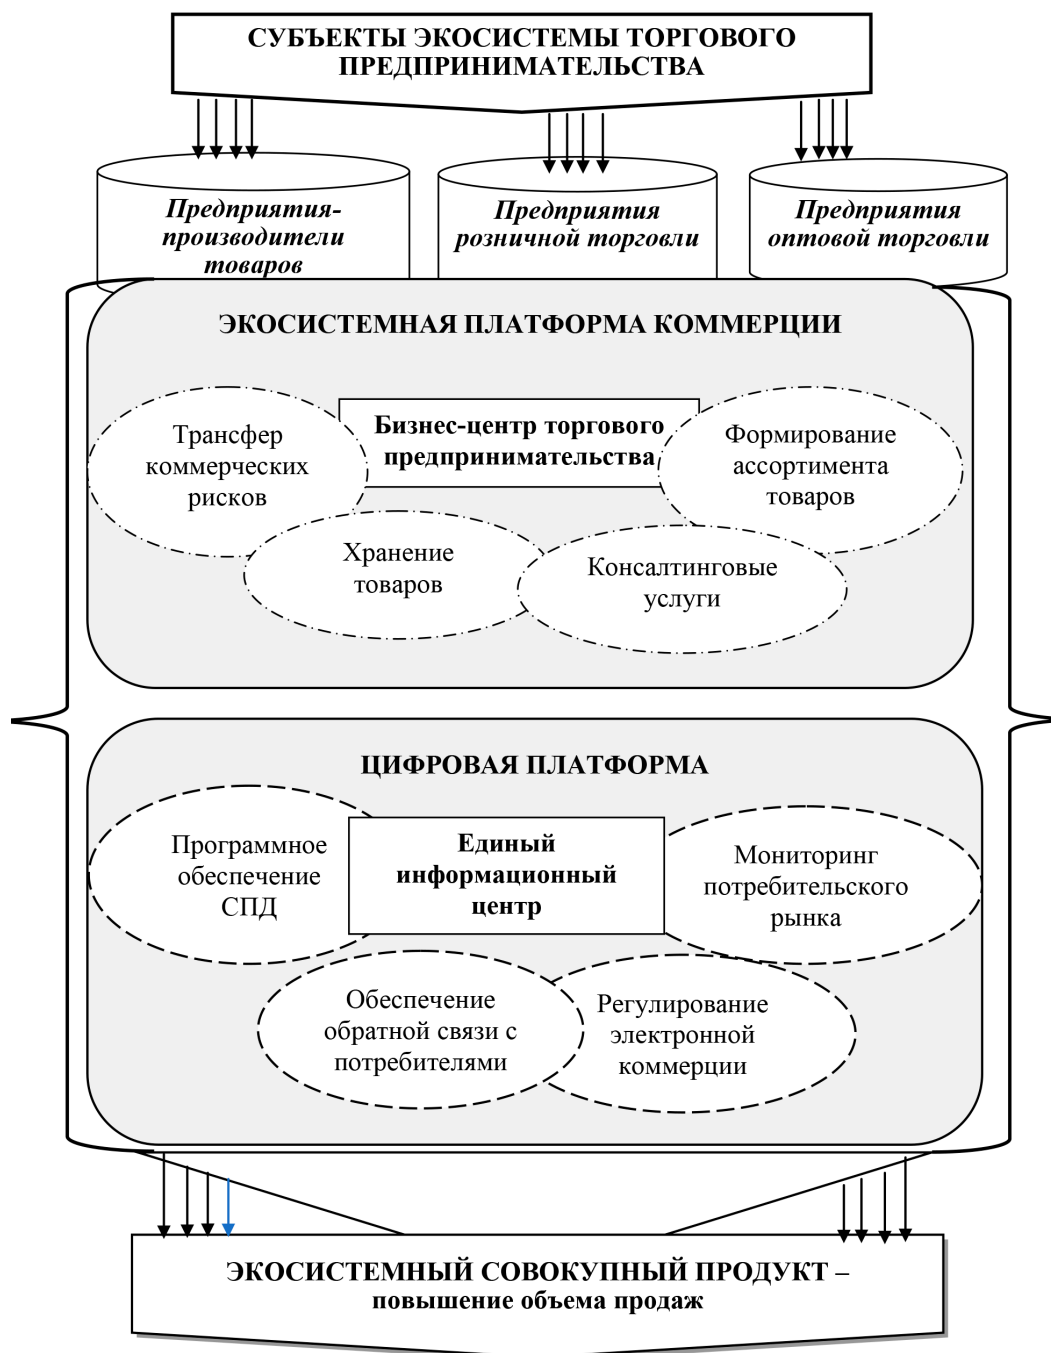 СУБЪЕКТЫ ЭКОСИСТЕМЫ ТОРГОВОГО
ПРЕДПРИНИМАТЕЛЬСТВА
Предприятия-
производители
товаров
Предприятия
розничной торговли
Предприятия
оптовой торговли
ЭКОСИСТЕМНАЯ ПЛАТФОРМА КОММЕРЦИИ
Трансфер
коммерческих
рисков
Бизнес-центр торгового
предпринимательства
Формирование
ассортимента
товаров
Хранение
товаров
Консалтинговые
услуги
ЦИФРОВАЯ ПЛАТФОРМА
Программное
обеспечение
СПД
Единый
информационный
центр
Мониторинг
потребительского
рынка
Обеспечение
обратной связи с
потребителями
Регулирование
электронной
коммерции
ЭКОСИСТЕМНЫЙ СОВОКУПНЫЙ ПРОДУКТ –
повышение объема продаж